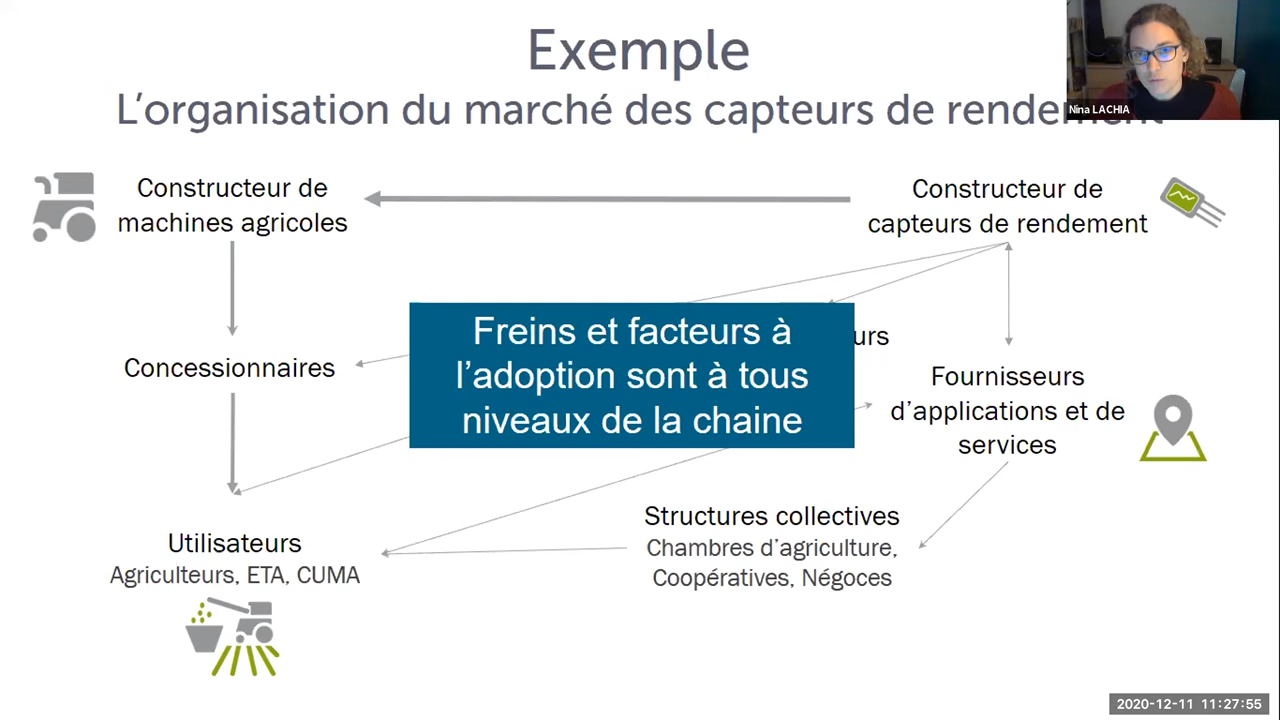 Exemple
L'organisation du marché des capteurs de
Nina LACHIA
Constructeur de
machines agricoles
Constructeur de
capteurs de rendement
Freins et facteurs à
l'adoption sont à tous
niveaux de la chaine
Concessionnaires
Fournisseurs
d'applications et de
services
Structures collectives
Chambres d'agriculture,
Coopératives, Négoces
Utilisateurs
Agriculteurs, ETA, CUMA
2020-12-11 11:27:55